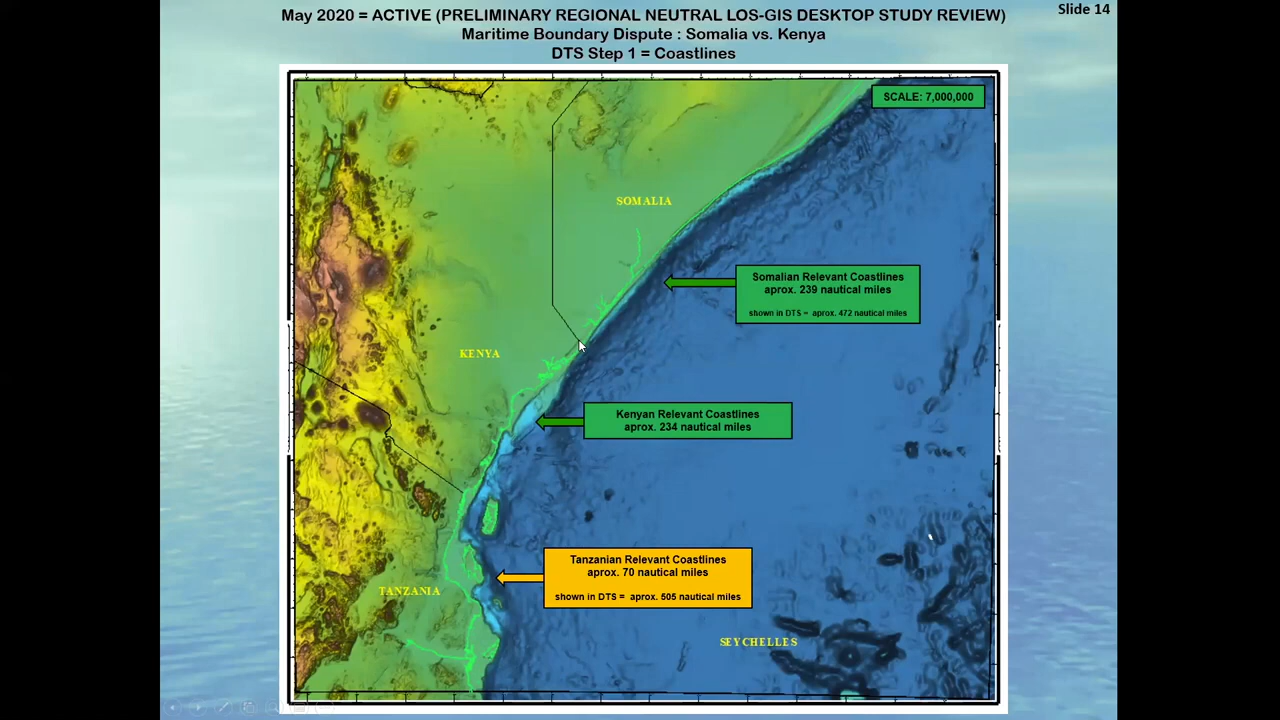 Slide 14
May 2020 = ACTIVE (PRELIMINARY REGIONAL NEUTRAL LOS-GIS DESKTOP STUDY REVIEW)
Maritime Boundary Dispute : Somalia vs. Kenya
DTS Step 1 = Coastlines
SCALE: 7,000,000
SOMALIA
Somalian Relevant Coastlines
aprox. 239 nautical miles
shown in DTS = aprox. 472 nautical miles
KENYA
Kenyan Relevant Coastlines
aprox. 234 nautical miles
Tanzanian Relevant Coastlines
aprox. 70 nautical miles
shown in DTS = aprox. 505 nautical miles
TANZANIA
SEYCHELLES